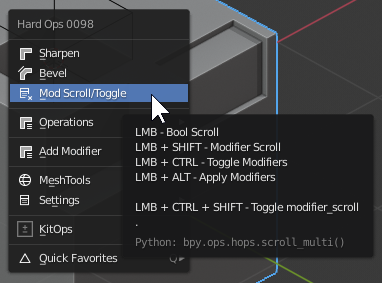 Hard Ops 0098
Sharpen
Bevel
Mod Scroll/Toggle
Operations
Add Modifier
MeshTools
Settings
KitOps
Quick Favorites
Q
LMB - Bool Scroll
LMB + SHIFT - Modifier Scroll
LMB + CTRL - Toggle Modifiers
LMB + ALT - Apply Modifiers
LMB + CTRL + SHIFT - Toggle modifier_scroll
.
Python: bpy.ops.hops.scroll_multi()